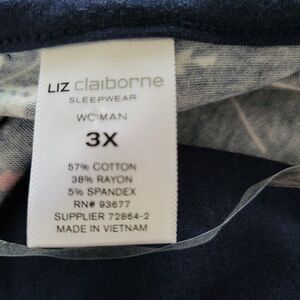 LIZ claiborne
SLEEPWEAR
WOMAN
3X
57% COTTON
38% RAYON
5% SPANDEX
RN# 93677
SUPPLIER 72864-2
MADE IN VIETNAM